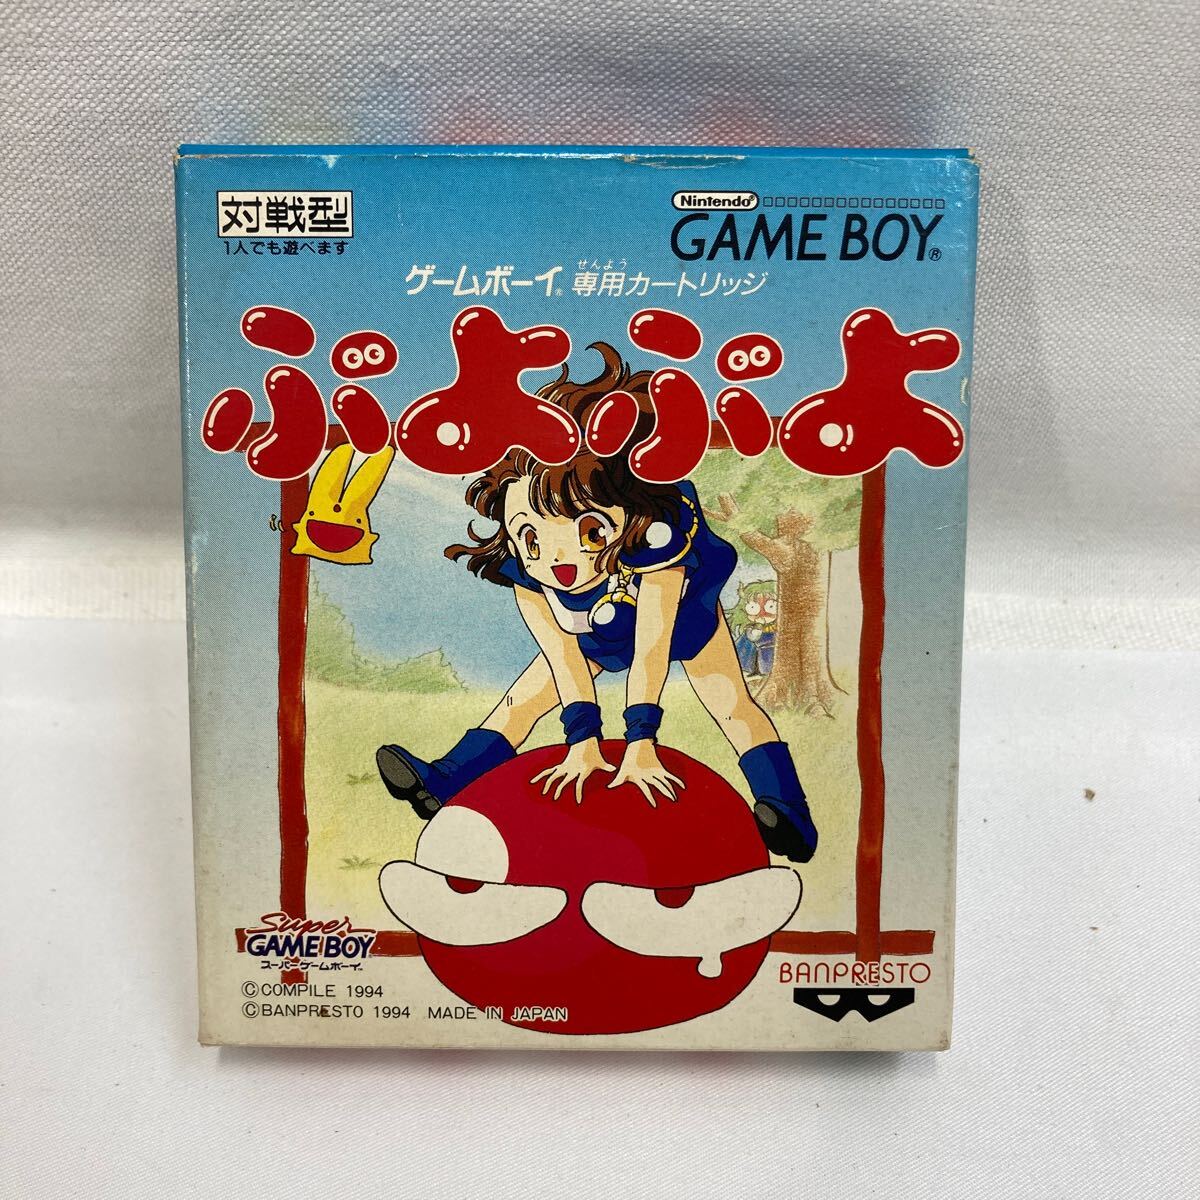 対戦型
1人でも遊べます
Nintendo®
GAME BOY®
せんよう
ゲームボーイ® 専用カートリッジ
ぷよぷよ
Super
GAME BOY
スーパーゲームボーイ™
©COMPILE 1994
©BANPRESTO 1994 MADE IN JAPAN
BANPRESTO